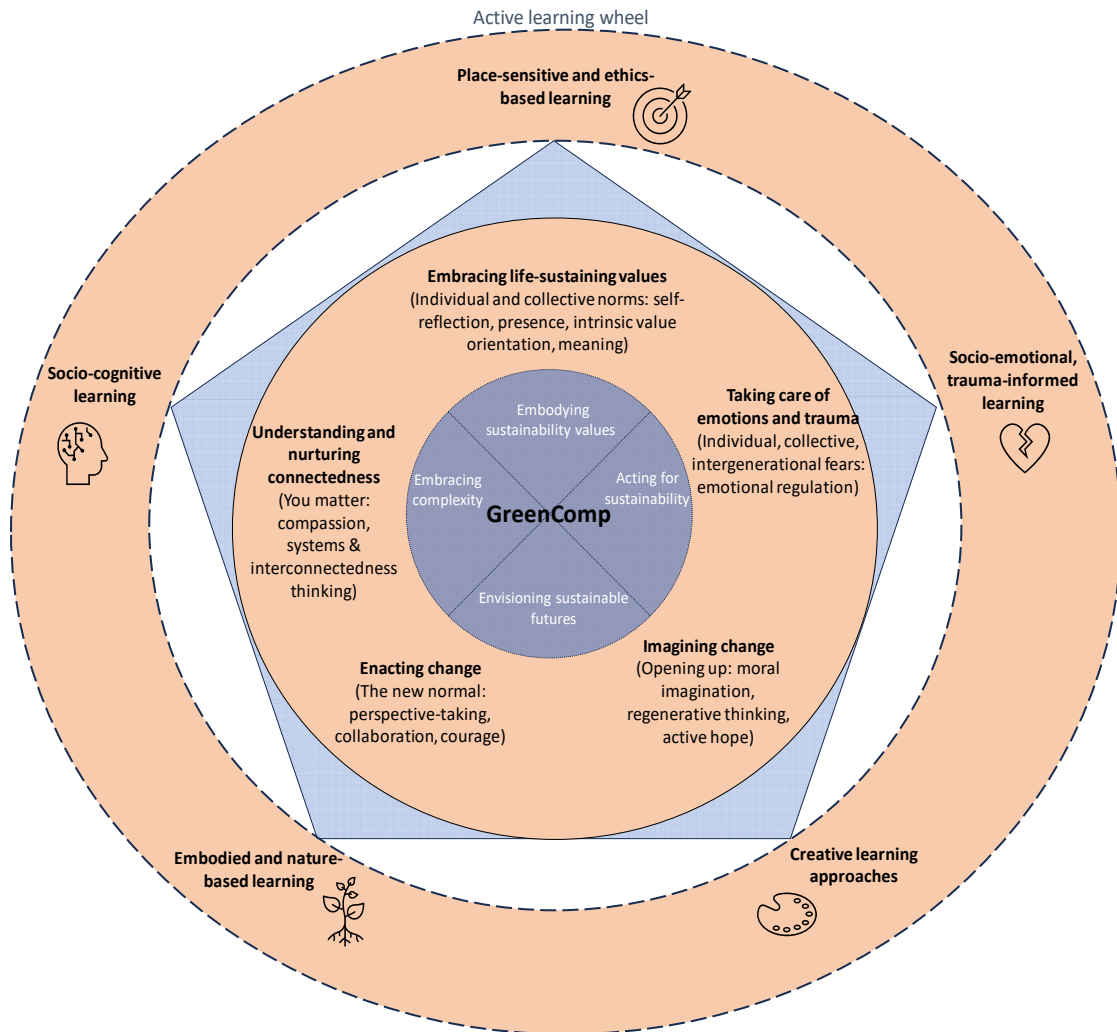 Active learning wheel
Place-sensitive and ethics-
based learning
Embracing life-sustaining values
(Individual and collective norms: self-
reflection, presence, intrinsic value
orientation, meaning)
Socio-cognitive
learning
Socio-emotional,
trauma-informed
learning
Taking care of
emotions and trauma
(Individual, collective,
intergenerational fears:
emotional regulation)
Understanding and
nurturing
connectedness
(You matter:
compassion,
systems &
interconnectedness
thinking)
Embodying
sustainability values
Embracing
complexity
Acting for
sustainability
GreenComp
Envisioning sustainable
futures
Enacting change
(The new normal:
perspective-taking,
collaboration, courage)
Imagining change
(Opening up: moral
imagination,
regenerative thinking,
active hope)
Embodied and nature-
based learning
Creative learning
approaches